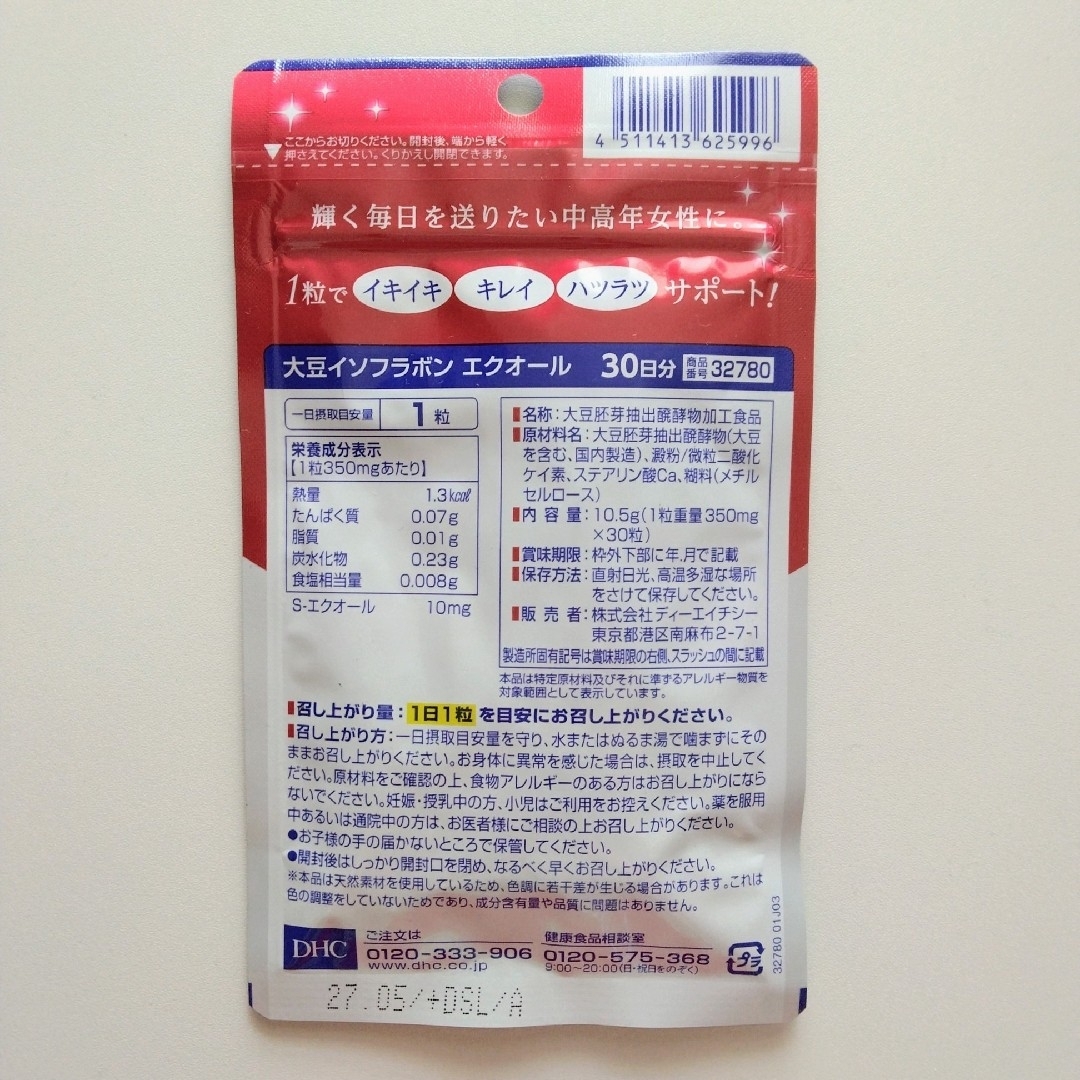 4 511413 625996
ここからお切りください。開封後、端から軽く
押さえてください。くりかえし開閉できます。
輝く毎日を送りたい中高年女性に。
1粒で イキイキ キレイ ハツラツ サポート!
大豆イソフラボン エクオール 30日分 商品番号 32780
一日摂取目安量 1粒
栄養成分表示
【1粒350mgあたり】
熱量 1.3kcal
たんぱく質 0.07g
脂質 0.01g
炭水化物 0.23g
食塩相当量 0.008g
S-エクオール 10mg
■名称:大豆胚芽抽出醗酵物加工食品
■原材料名:大豆胚芽抽出醗酵物(大豆
を含む、国内製造)、澱粉/微粒二酸化
ケイ素、ステアリン酸Ca、糊料(メチル
セルロース)
■内容量:10.5g(1粒重量350mg
×30粒)
■賞味期限:枠外下部に年、月で記載
■保存方法:直射日光、高温多湿な場所
をさけて保存してください。
■販売者:株式会社ディーエイチシー
東京都港区南麻布2-7-1
製造所固有記号は賞味期限の右側、スラッシュの間に記載
本品は特定原材料及びそれに準ずるアレルギー物質を
対象範囲として表示しています。
■召し上がり量:1日1粒を目安にお召し上がりください。
■召し上がり方:一日摂取目安量を守り、水またはぬるま湯で噛まずにその
ままお召し上がりください。お身体に異常を感じた場合は、摂取を中止してく
ださい。原材料をご確認の上、食物アレルギーのある方はお召し上がりになら
ないでください。妊娠・授乳中の方、小児はご利用をお控えください。薬を服用
中あるいは通院中の方は、お医者様にご相談の上お召し上がりください。
●お子様の手の届かないところで保管してください。
●開封後はしっかり開封口を閉め、なるべく早くお召し上がりください。
※本品は天然素材を使用しているため、色調に若干差が生じる場合があります。これは
色の調整をしていないためであり、成分含有量や品質に問題はありません。
DHC
ご注文は
0120-333-906
www.dhc.co.jp
健康食品相談室
0120-575-368
9:00~20:00(日・祝日をのぞく)
プラ
32780 01J03
27.05/+DSL/A